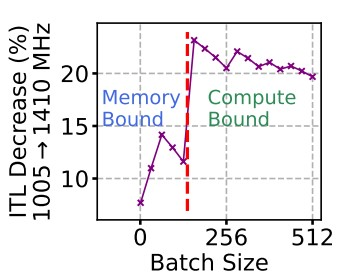 ITL Decrease (%)
1005→1410 MHz
20
15
10
Memory
Bound
Compute
Bound
0
256
512
Batch Size